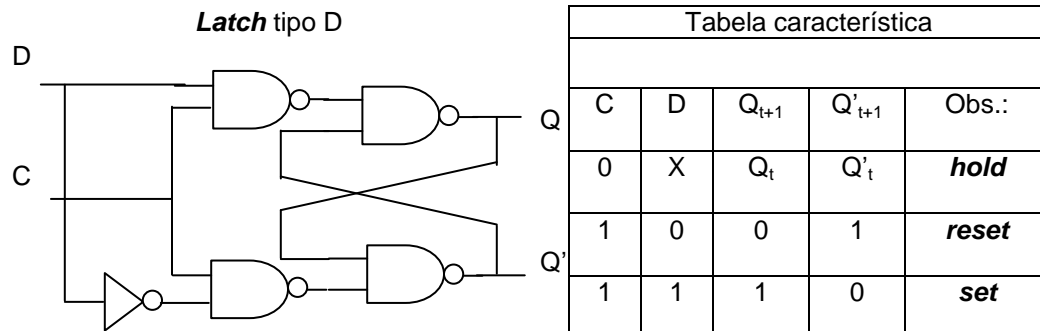 Latch tipo D
D
C
Q
Q'
Tabela característica
C D Qt+1 Q't+1 Obs.:
0 X Qt Q't hold
1 0 0 1 reset
1 1 1 0 set